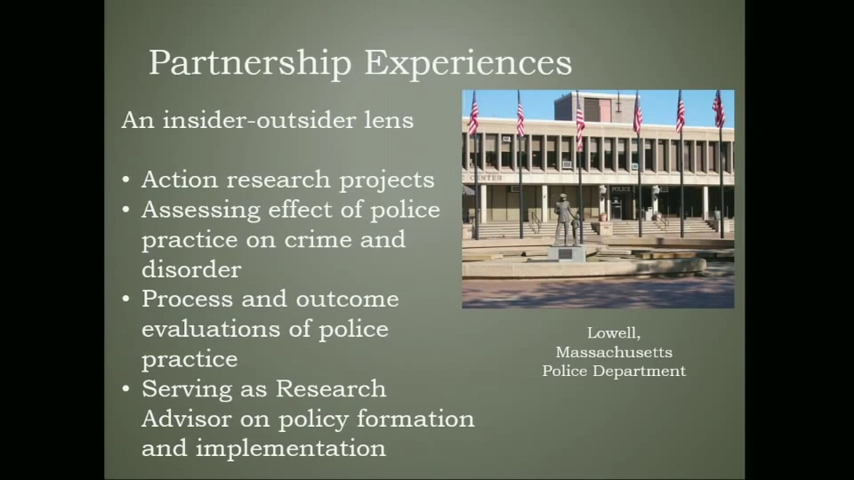 Partnership Experiences
An insider-outsider lens
• Action research projects
• Assessing effect of police
practice on crime and
disorder
• Process and outcome
evaluations of police
practice
• Serving as Research
Advisor on policy formation
and implementation
CENTER
POLICE
Lowell,
Massachusetts
Police Department